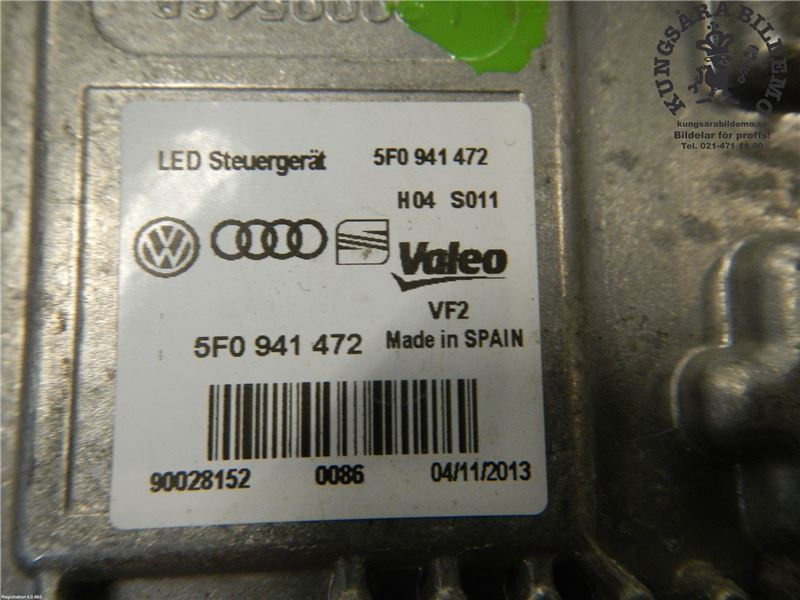 LED Steuergerät 5F0 941 472
H04 S011
Valeo
VF2
5F0 941 472 Made in SPAIN
90028152 0086 04/11/2013
KUNGSÅRA BILDEMO
kungsarabildemo.se
Bildelar för proffs!
Tel. 021-471 11 00